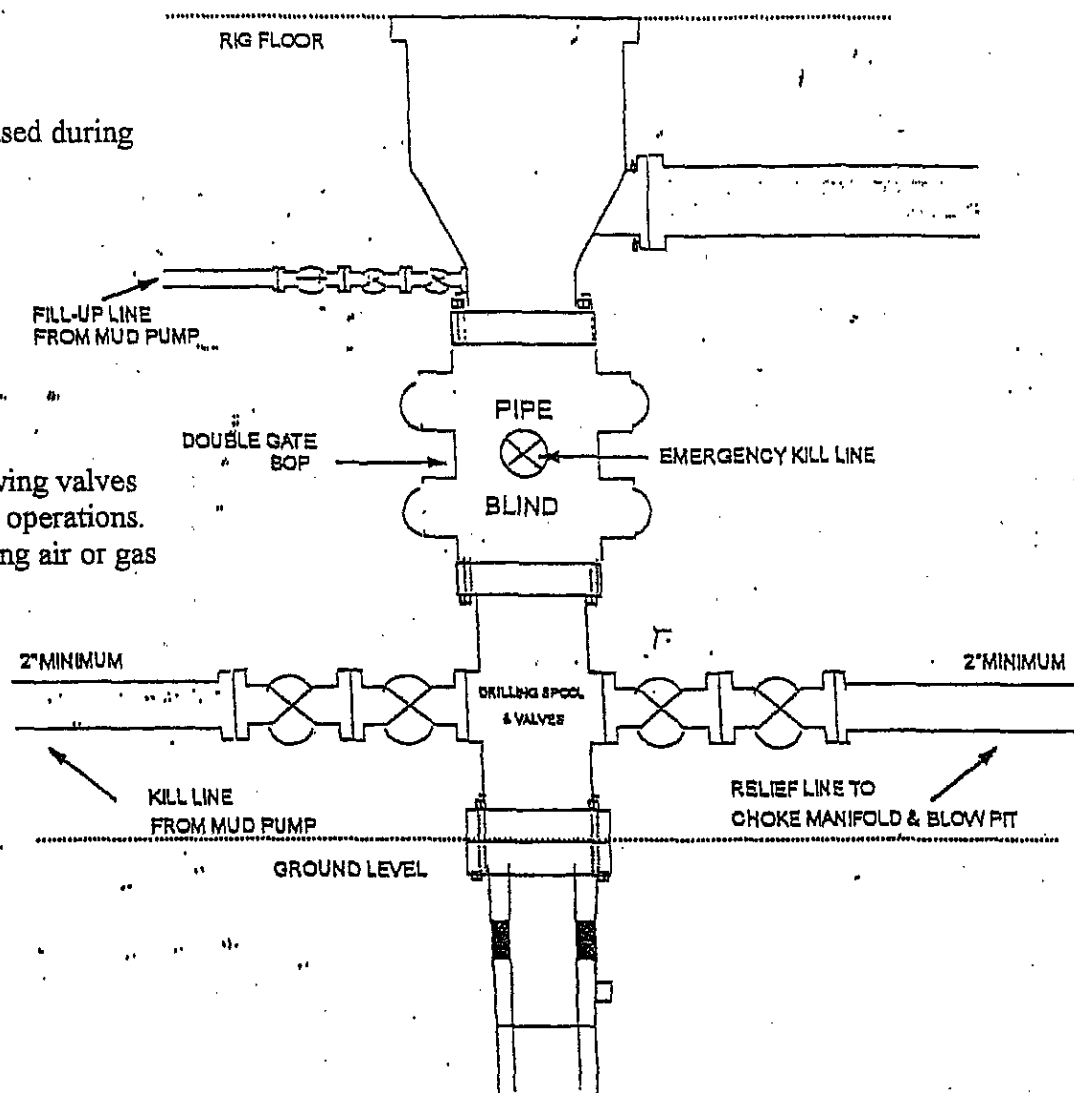 RIG FLOOR
used during
FILL-UP LINE
FROM MUD PUMP
PIPE
DOUBLE GATE
BOP
EMERGENCY KILL LINE
BLIND
wing valves
operations.
ng air or gas
2"MINIMUM
2"MINIMUM
DRILLING SPOOL
& VALVES
KILL LINE
FROM MUD PUMP
RELIEF LINE TO
CHOKE MANIFOLD & BLOW PIT
GROUND LEVEL